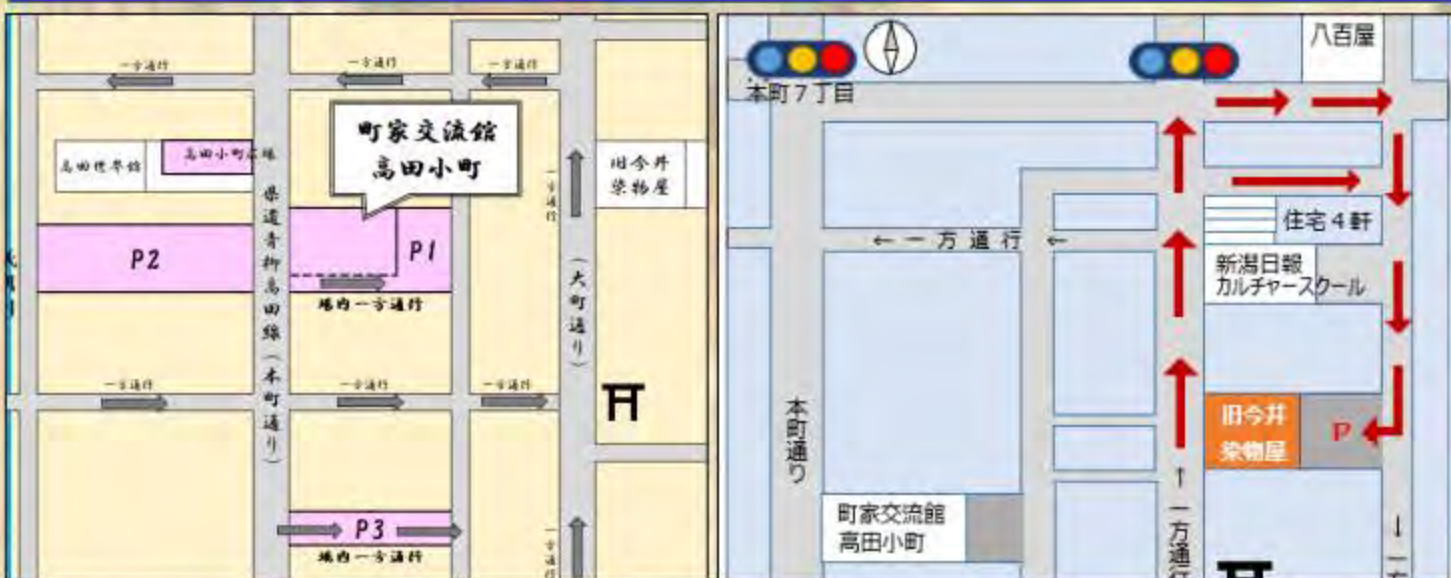 一方通行
一方通行
一方通行
町家交流館
高田小町
高田世界館
高田小町広場
旧今井
染物屋
一方通行
県道青柳高田線(本町通り)
P2
P1
場内一方通行
(大町通り)
一方通行
一方通行
一方通行
P3
場内一方通行
一方通行
八百屋
本町7丁目
住宅4軒
←一方通行←
新潟日報
カルチャースクール
本町通り
旧今井
染物屋
P
町家交流館
高田小町
↑一方通行
↓一